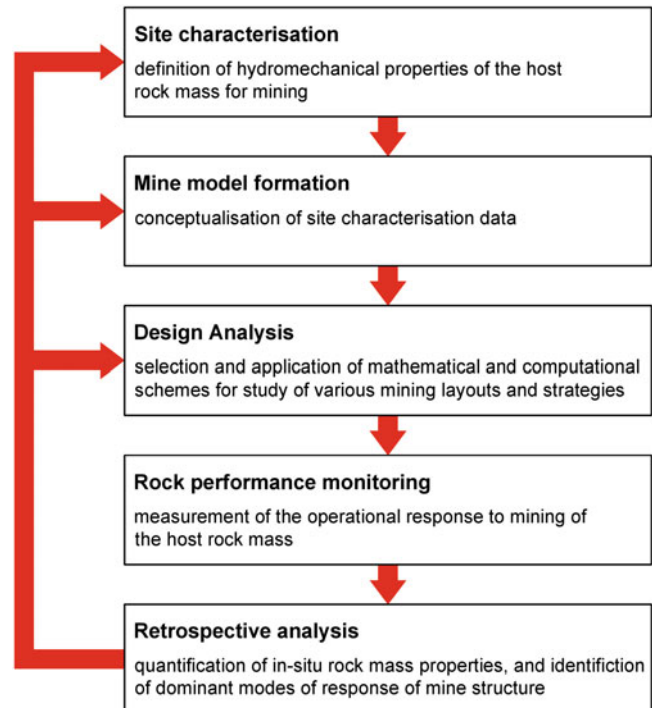 Site characterisation
definition of hydromechanical properties of the host
rock mass for mining
Mine model formation
conceptualisation of site characterisation data
Design Analysis
selection and application of mathematical and computational
schemes for study of various mining layouts and strategies
Rock performance monitoring
measurement of the operational response to mining of
the host rock mass
Retrospective analysis
quantification of in-situ rock mass properties, and identifiction
of dominant modes of response of mine structure